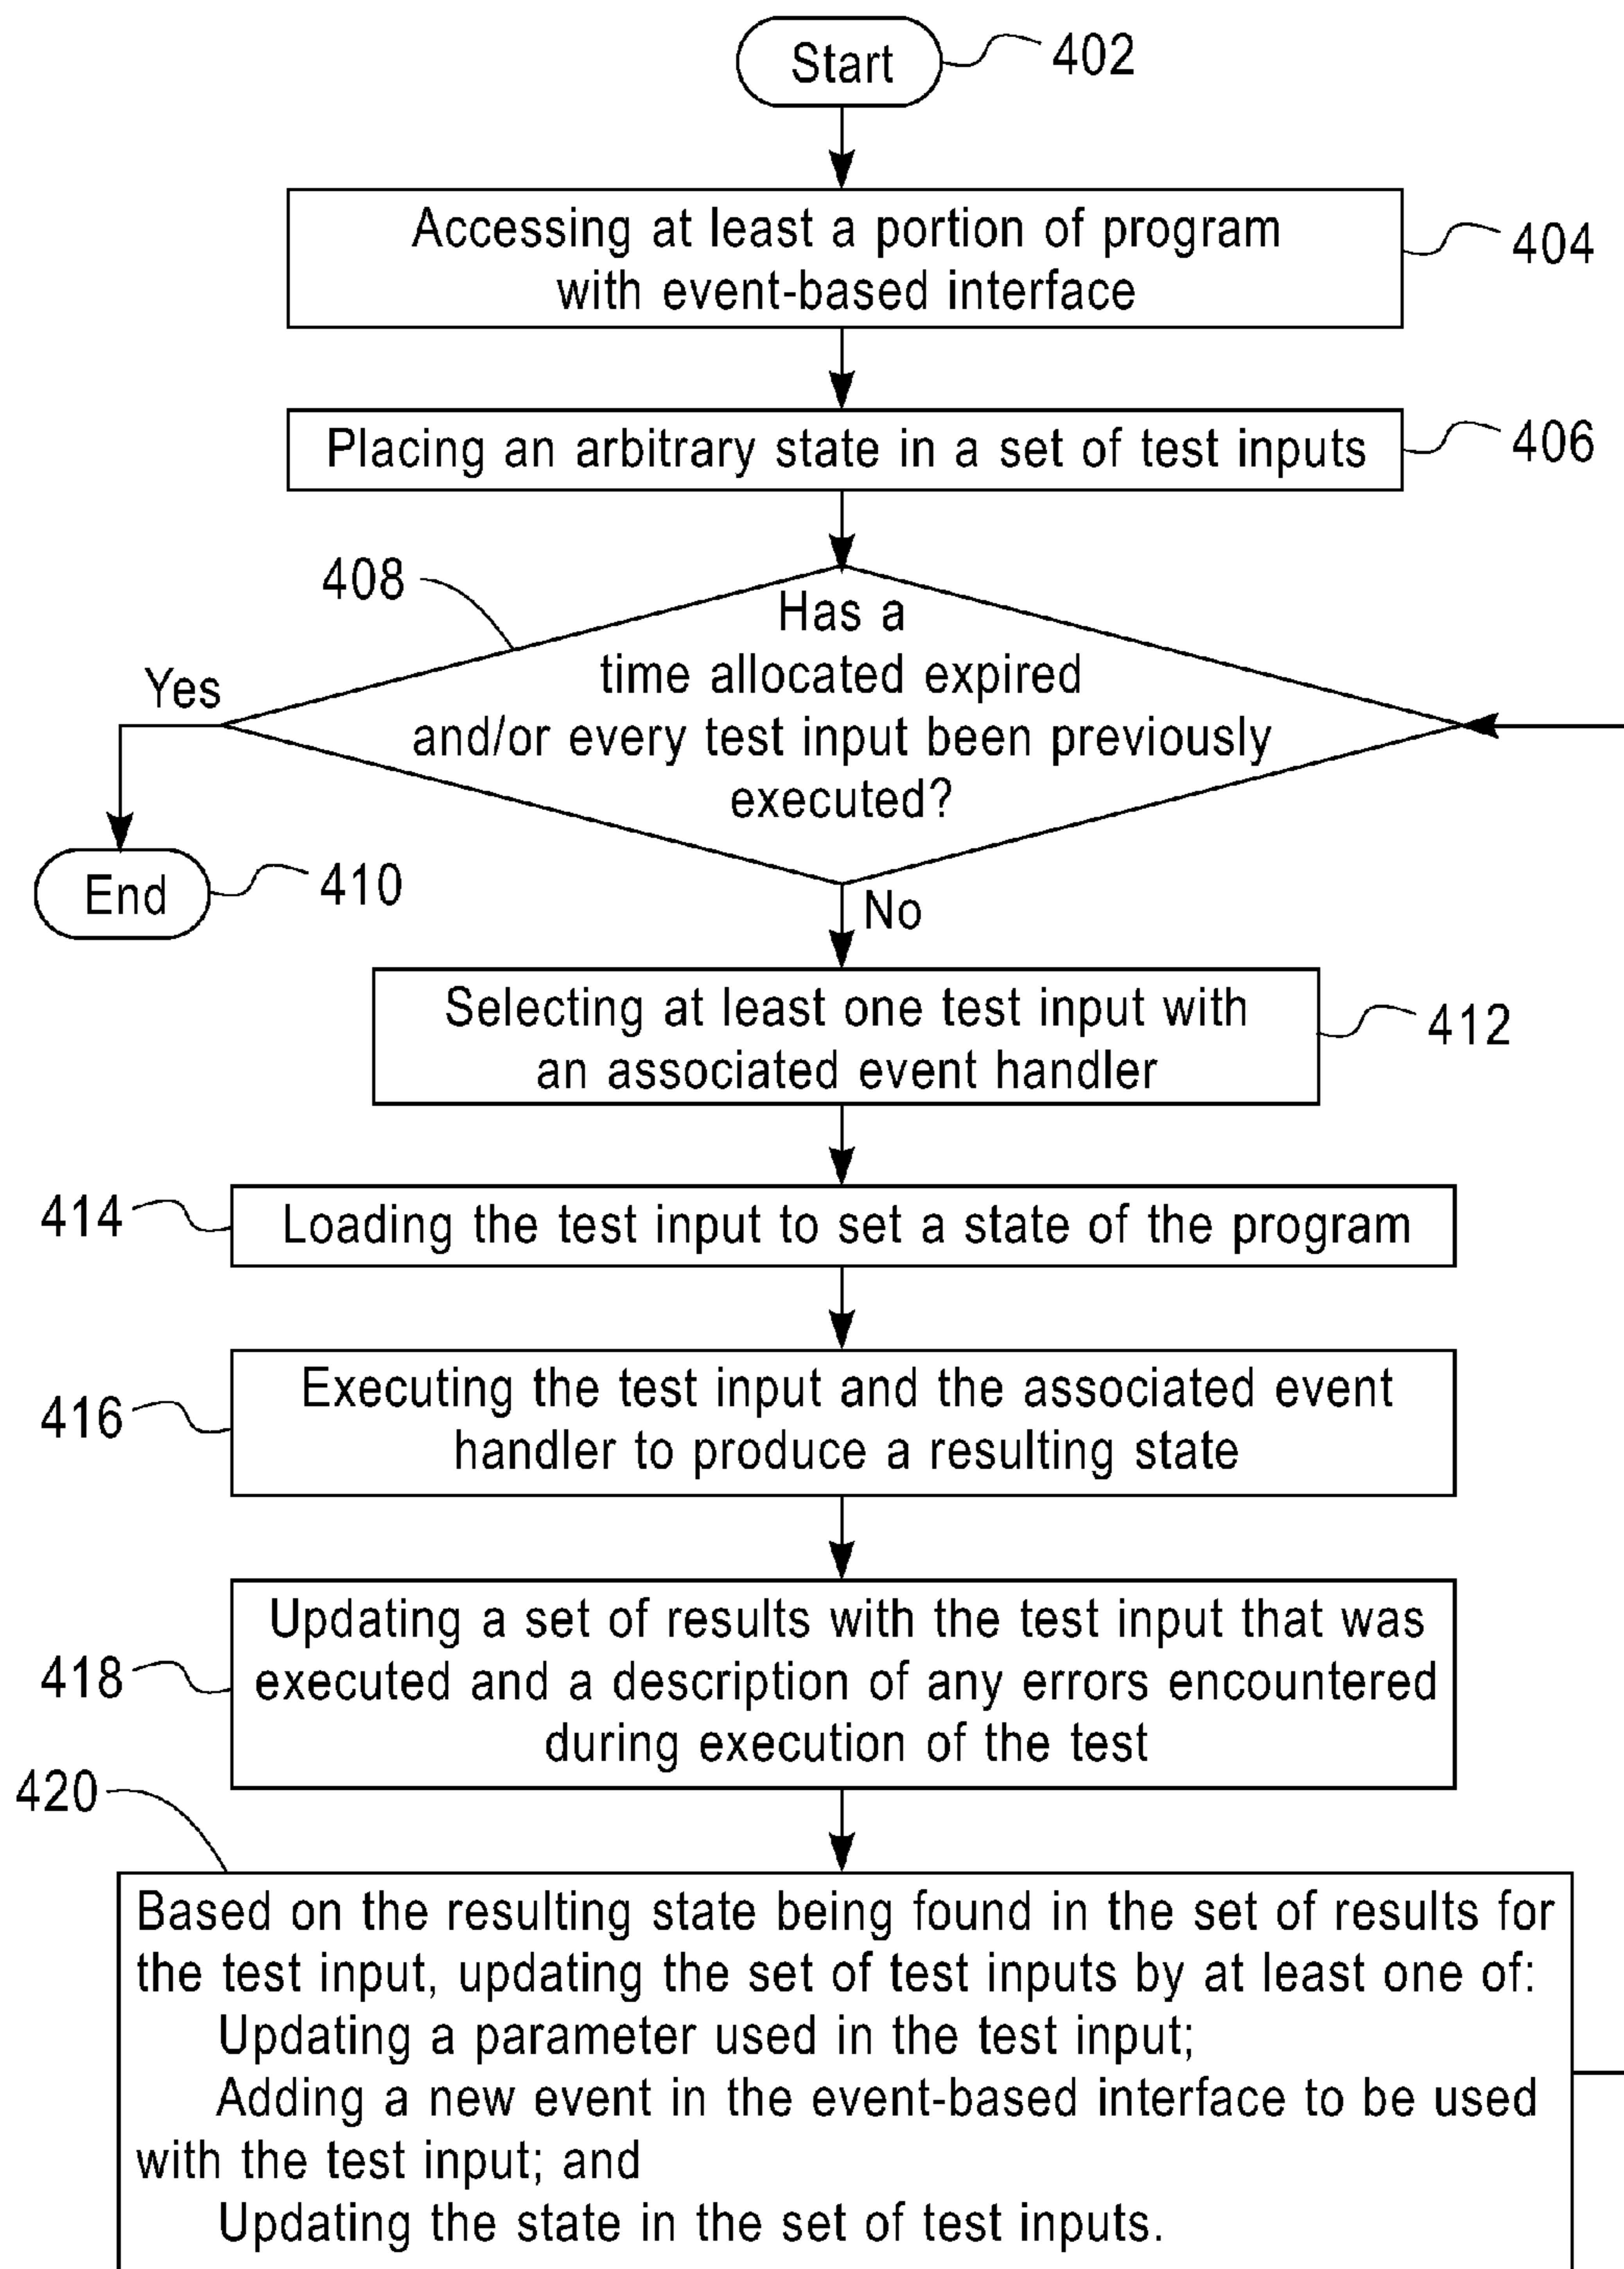 Start
402
Accessing at least a portion of program
with event-based interface
404
Placing an arbitrary state in a set of test inputs
406
408
Has a
time allocated expired
and/or every test input been previously
executed?
Yes
End
410
No
Selecting at least one test input with
an associated event handler
412
414
Loading the test input to set a state of the program
416
Executing the test input and the associated event
handler to produce a resulting state
418
Updating a set of results with the test input that was
executed and a description of any errors encountered
during execution of the test
420
Based on the resulting state being found in the set of results for
the test input, updating the set of test inputs by at least one of:
Updating a parameter used in the test input;
Adding a new event in the event-based interface to be used
with the test input; and
Updating the state in the set of test inputs.